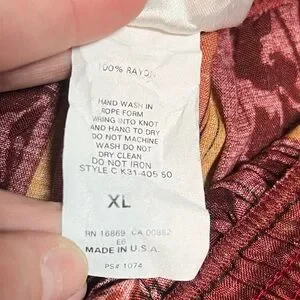 100% RAYON
HAND WASH IN
ROPE FORM
WRING INTO KNOT
AND HANG TO DRY
DO NOT MACHINE
WASH DO NOT
DRY CLEAN
DO NOT IRON
STYLE C K31-405 50
XL
RN 16869 CA 00882
E6
MADE IN U.S.A.
PS# 1074